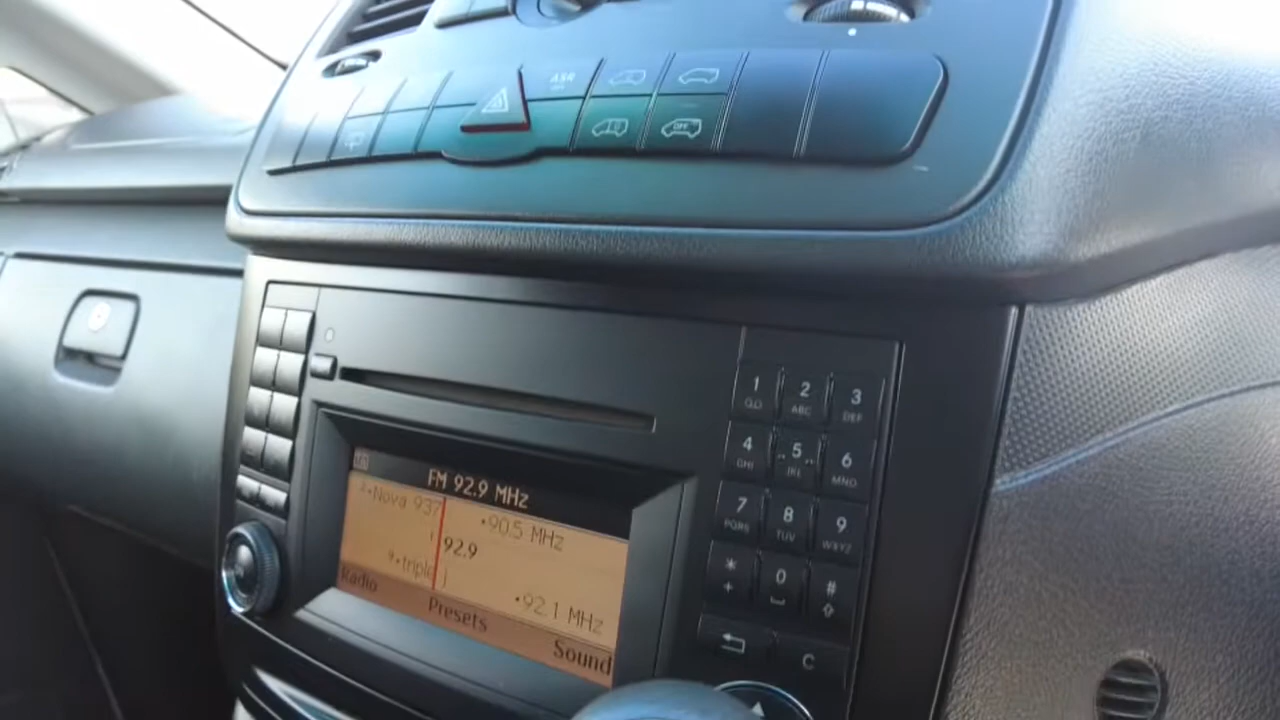 ASR
OFF
1
2 ABC
3 DEF
4 GHI
5 JKL
6 MNO
7 PQRS
8 TUV
9 WXYZ
* +
0
#
C
FM 92.9 MHz
Nova 937
•90.5 MHz
92.9
triple
•92.1 MHz
Radio
Presets
Sound